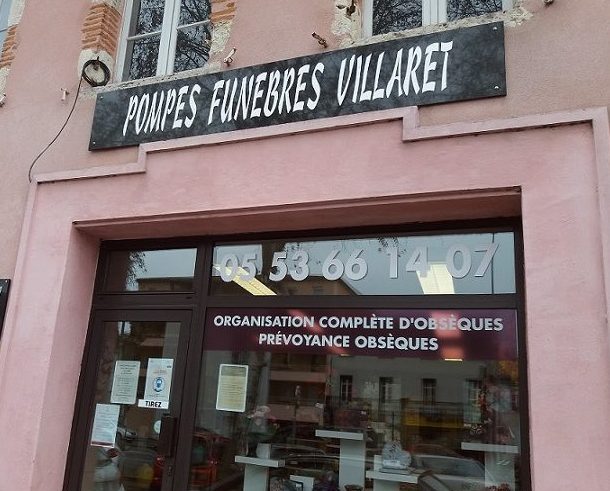 POMPES FUNEBRES VILLARET
05 53 66 14 07
ORGANISATION COMPLÈTE D'OBSÈQUES
PRÉVOYANCE OBSÈQUES
TIREZ